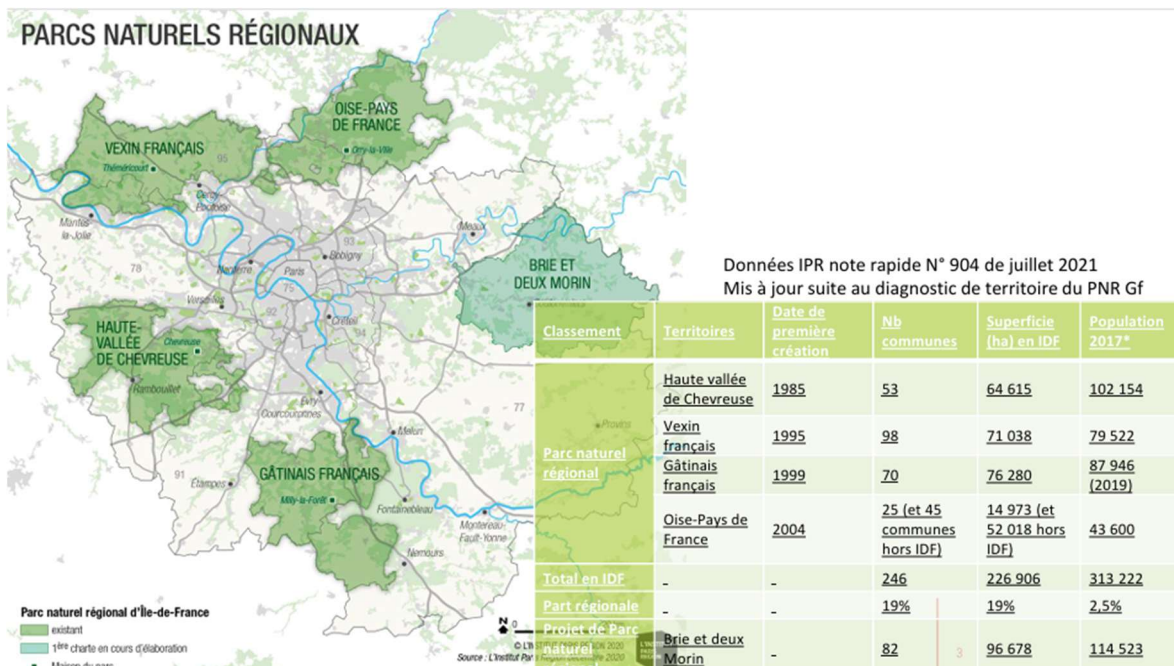 PARCS NATURELS RÉGIONAUX
OISE-PAYS
DE FRANCE
Orry-la-Ville
VEXIN FRANÇAIS
Théméricourt
95
Cergy-
Pontoise
Mantes-
la-Jolie
Meaux
93
Bobigny
Nanterre
Paris
75
78
BRIE ET
DEUX MORIN
Versailles
92
Créteil
94
HAUTE-
VALLÉE
DE CHEVREUSE
Chevreuse
Rambouillet
Évry-
Courcouronnes
77
Melun
Provins
91
GÂTINAIS FRANÇAIS
Étampes
Milly-la-Forêt
Fontainebleau
Montereau-
Fault-Yonne
Nemours
Parc naturel régional d'Île-de-France
existant
1ère charte en cours d'élaboration
Maison du parc
N 0
Données IPR note rapide N° 904 de juillet 2021
Mis à jour suite au diagnostic de territoire du PNR Gf
Classement Territoires Date de première création Nb communes Superficie (ha) en IDF Population 2017*
Parc naturel régional
Haute vallée de Chevreuse 1985 53 64 615 102 154
Vexin français 1995 98 71 038 79 522
Gâtinais français 1999 70 76 280 87 946 (2019)
Oise-Pays de France 2004 25 (et 45 communes hors IDF) 14 973 (et 52 018 hors IDF) 43 600
Total en IDF - - 246 226 906 313 222
Part régionale - - 19% 19% 2,5%
Projet de Parc naturel Brie et deux Morin - 82 96 678 114 523
3